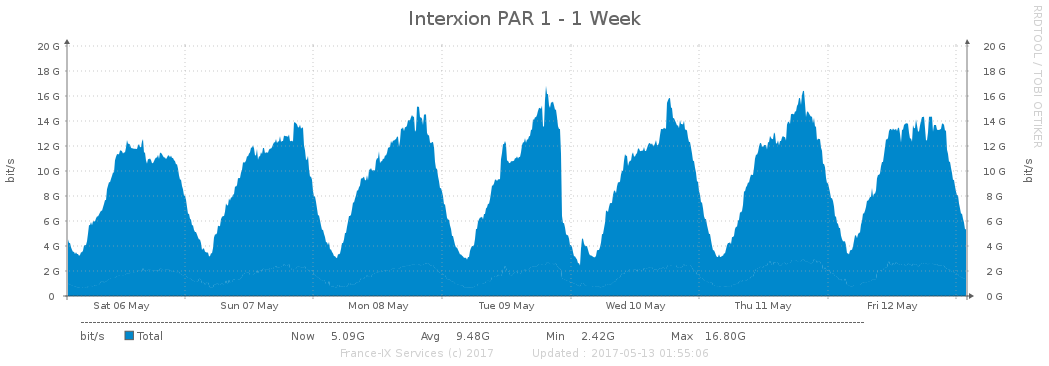 Interxion PAR 1 - 1 Week
RRDTOOL / TOBI OETIKER
20 G 20 G
18 G 18 G
16 G 16 G
14 G 14 G
12 G 12 G
10 G 10 G
8 G 8 G
6 G 6 G
4 G 4 G
2 G 2 G
0 0 G
bit/s bit/s
Sat 06 May Sun 07 May Mon 08 May Tue 09 May Wed 10 May Thu 11 May Fri 12 May
bit/s Total Now 5.09G Avg 9.48G Min 2.42G Max 16.80G
France-IX Services (c) 2017 Updated : 2017-05-13 01:55:06